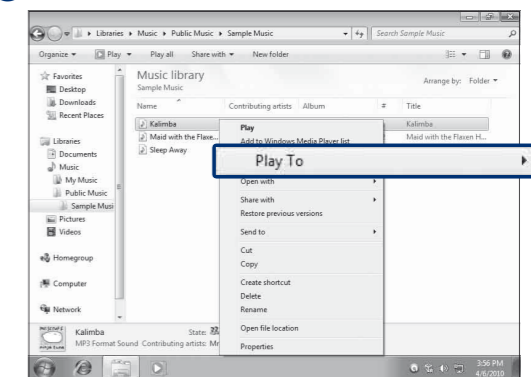 Libraries ▸ Music ▸ Public Music ▸ Sample Music
Search Sample Music
Organize Play Play all Share with New folder
Favorites
Desktop
Downloads
Recent Places
Libraries
Documents
Music
My Music
Public Music
Sample Musi
Pictures
Videos
Homegroup
Computer
Network
Music library
Sample Music
Arrange by: Folder
Name Contributing artists Album # Title
Kalimba Kalimba
Maid with the Flaxe... Maid with the Flaxen H...
Sleep Away
Play
Add to Windows Media Player list
Play To
Open with
Share with
Restore previous versions
Send to
Cut
Copy
Create shortcut
Delete
Rename
Open file location
Properties
Kalimba State:
MP3 Format Sound Contributing artists: Mr
3:56 PM
4/6/2010